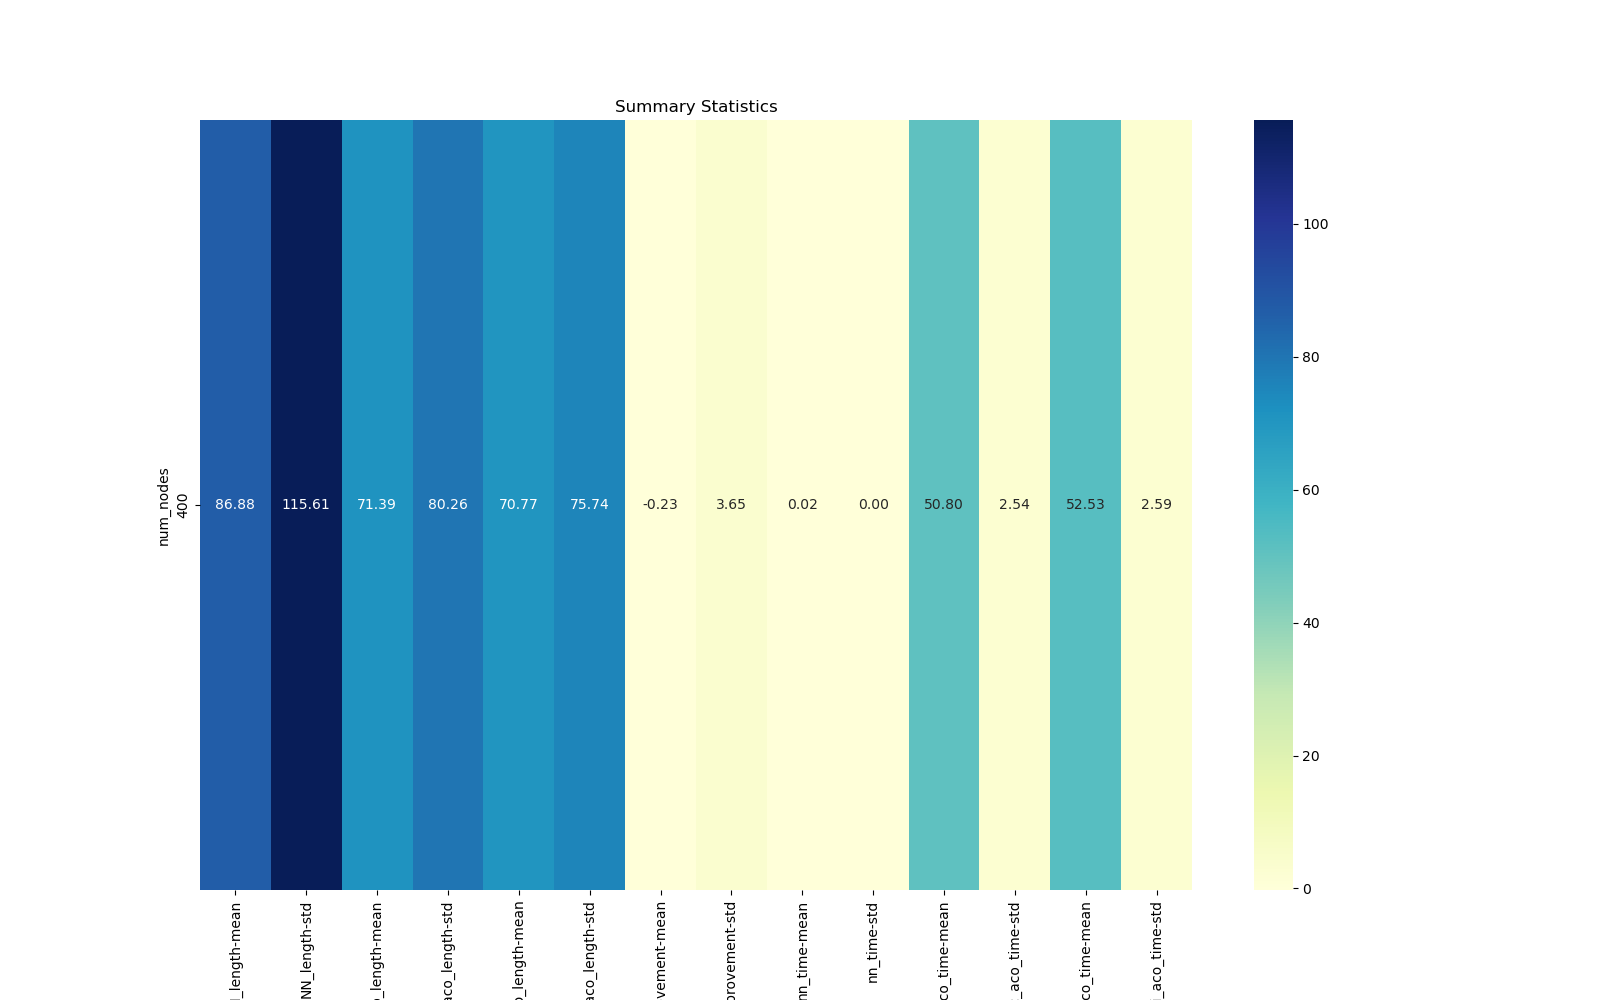 Summary Statistics
num_nodes
400
86.88 115.61 71.39 80.26 70.77 75.74 -0.23 3.65 0.02 0.00 50.80 2.54 52.53 2.59
100
80
60
40
20
0
_length-mean
NN_length-std
_length-mean
aco_length-std
_length-mean
aco_length-std
vement-mean
provement-std
nn_time-mean
nn_time-std
co_time-mean
_aco_time-std
co_time-mean
_aco_time-std